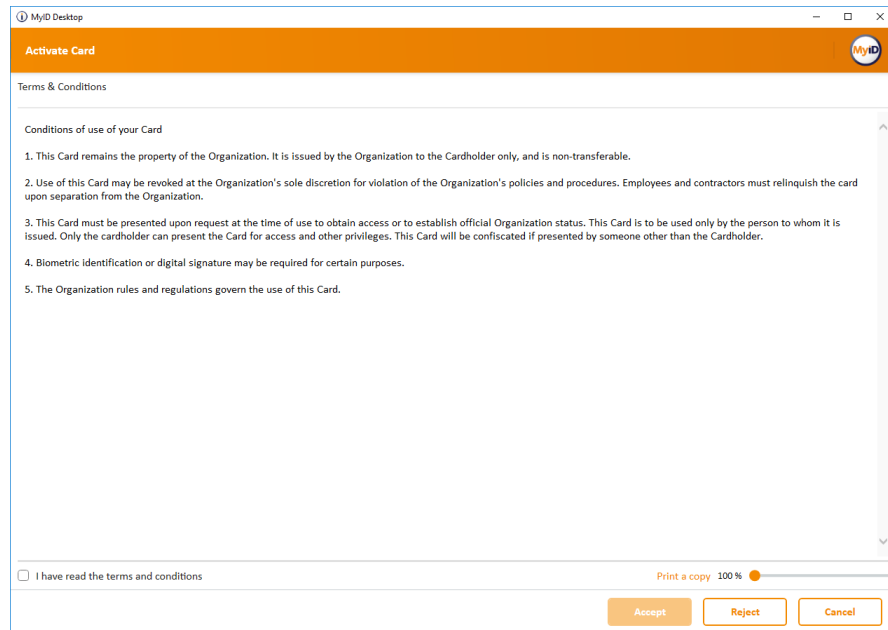 MyID Desktop
Activate Card
MyID
Terms & Conditions
Conditions of use of your Card
1. This Card remains the property of the Organization. It is issued by the Organization to the Cardholder only, and is non-transferable.
2. Use of this Card may be revoked at the Organization's sole discretion for violation of the Organization's policies and procedures. Employees and contractors must relinquish the card
upon separation from the Organization.
3. This Card must be presented upon request at the time of use to obtain access or to establish official Organization status. This Card is to be used only by the person to whom it is
issued. Only the cardholder can present the Card for access and other privileges. This Card will be confiscated if presented by someone other than the Cardholder.
4. Biometric identification or digital signature may be required for certain purposes.
5. The Organization rules and regulations govern the use of this Card.
I have read the terms and conditions
Print a copy 100 %
Accept
Reject
Cancel